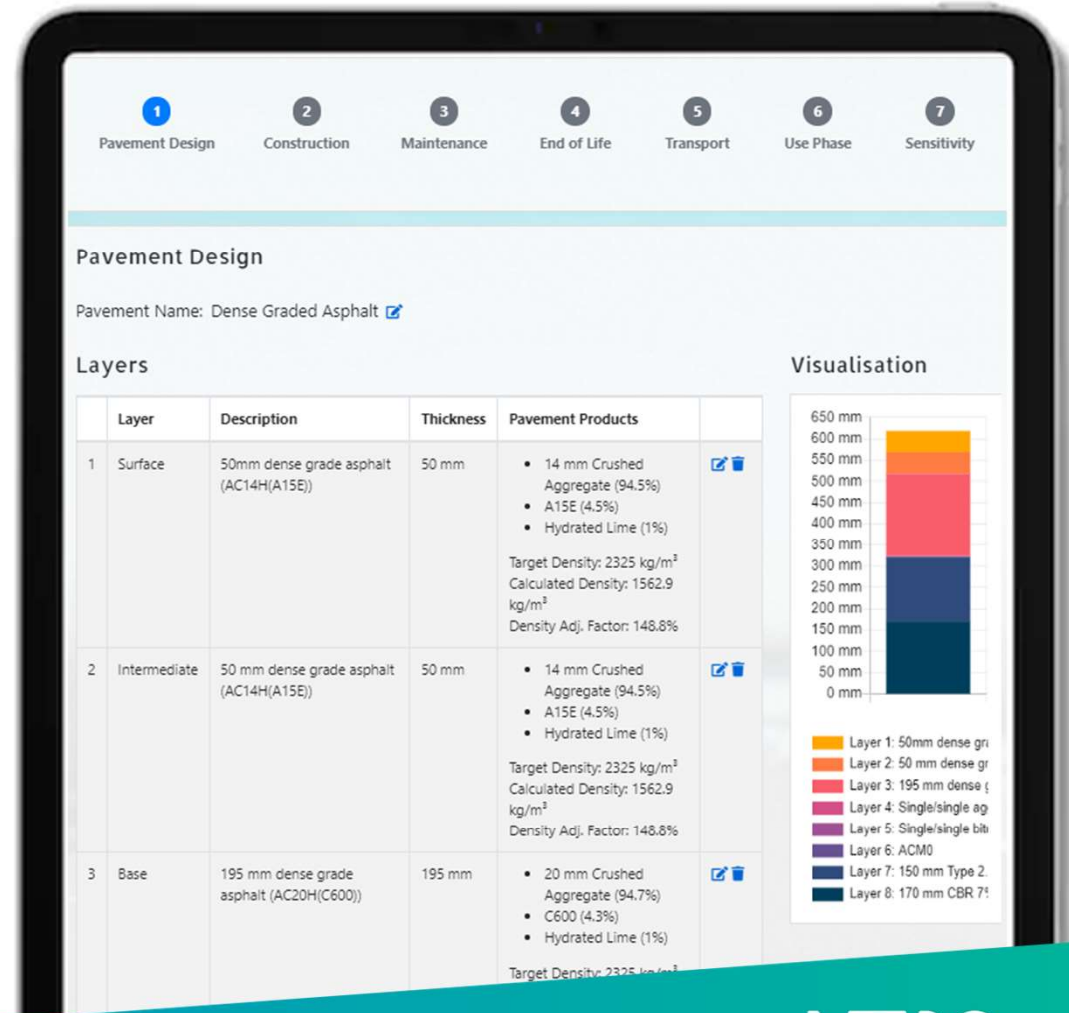 1 2 3 4 5 6 7
Pavement Design Construction Maintenance End of Life Transport Use Phase Sensitivity
Pavement Design
Pavement Name: Dense Graded Asphalt
Layers
Layer Description Thickness Pavement Products
1 Surface 50mm dense grade asphalt 50 mm • 14 mm Crushed
(AC14H(A15E)) Aggregate (94.5%)
• A15E (4.5%)
• Hydrated Lime (1%)
Target Density: 2325 kg/m³
Calculated Density: 1562.9
kg/m³
Density Adj. Factor: 148.8%
2 Intermediate 50 mm dense grade asphalt 50 mm • 14 mm Crushed
(AC14H(A15E)) Aggregate (94.5%)
• A15E (4.5%)
• Hydrated Lime (1%)
Target Density: 2325 kg/m³
Calculated Density: 1562.9
kg/m³
Density Adj. Factor: 148.8%
3 Base 195 mm dense grade 195 mm • 20 mm Crushed
asphalt (AC20H(C600)) Aggregate (94.7%)
• C600 (4.3%)
• Hydrated Lime (1%)
Target Density: 2325
Visualisation
650 mm
600 mm
550 mm
500 mm
450 mm
400 mm
350 mm
300 mm
250 mm
200 mm
150 mm
100 mm
50 mm
0 mm
Layer 1: 50mm dense gra
Layer 2: 50 mm dense gr
Layer 3: 195 mm dense
Layer 4: Single/single ag
Layer 5: Single/single bit
Layer 6: ACM0
Layer 7: 150 mm Type 2.
Layer 8: 170 mm CBR